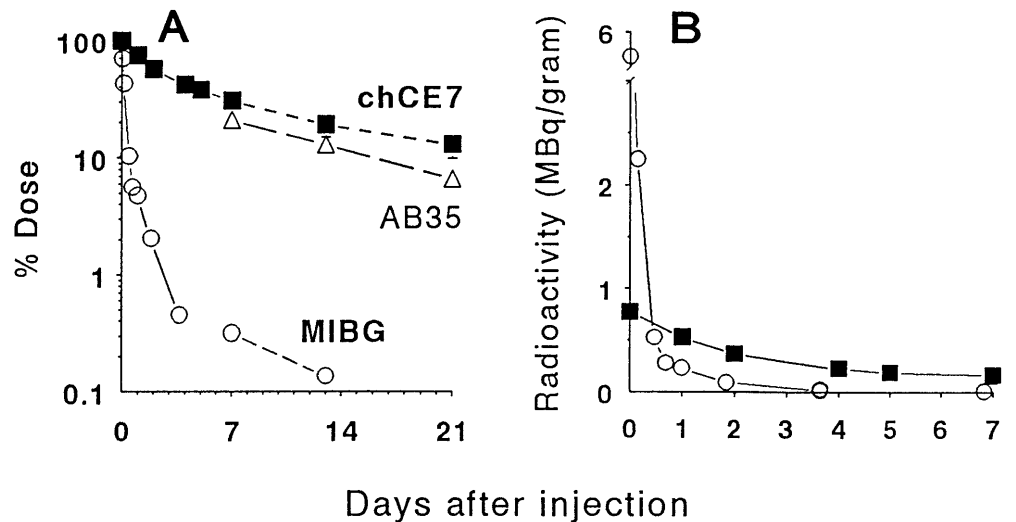 A
% Dose
100
10
1
0.1
chCE7
AB35
MIBG
0 7 14 21
B
Radioactivity (MBq/gram)
6
2
1
0
0 1 2 3 4 5 6 7
Days after injection